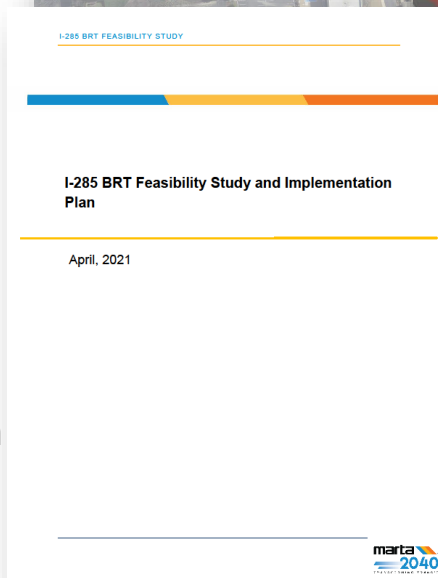 I-285 BRT FEASIBILITY STUDY
I-285 BRT Feasibility Study and Implementation
Plan
April, 2021
marta
2040